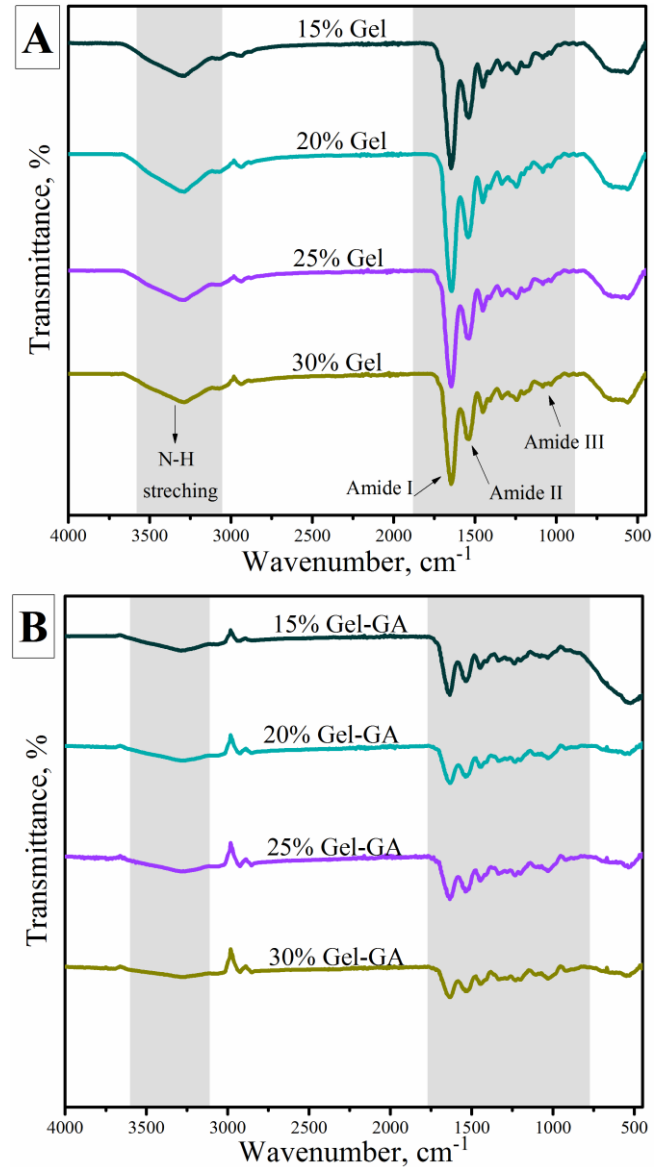 A
15% Gel
20% Gel
25% Gel
30% Gel
N-H
streching
Amide I
Amide II
Amide III
Transmittance, %
4000 3500 3000 2500 2000 1500 1000 500
Wavenumber, cm⁻¹
B
15% Gel-GA
20% Gel-GA
25% Gel-GA
30% Gel-GA
Transmittance, %
4000 3500 3000 2500 2000 1500 1000 500
Wavenumber, cm⁻¹